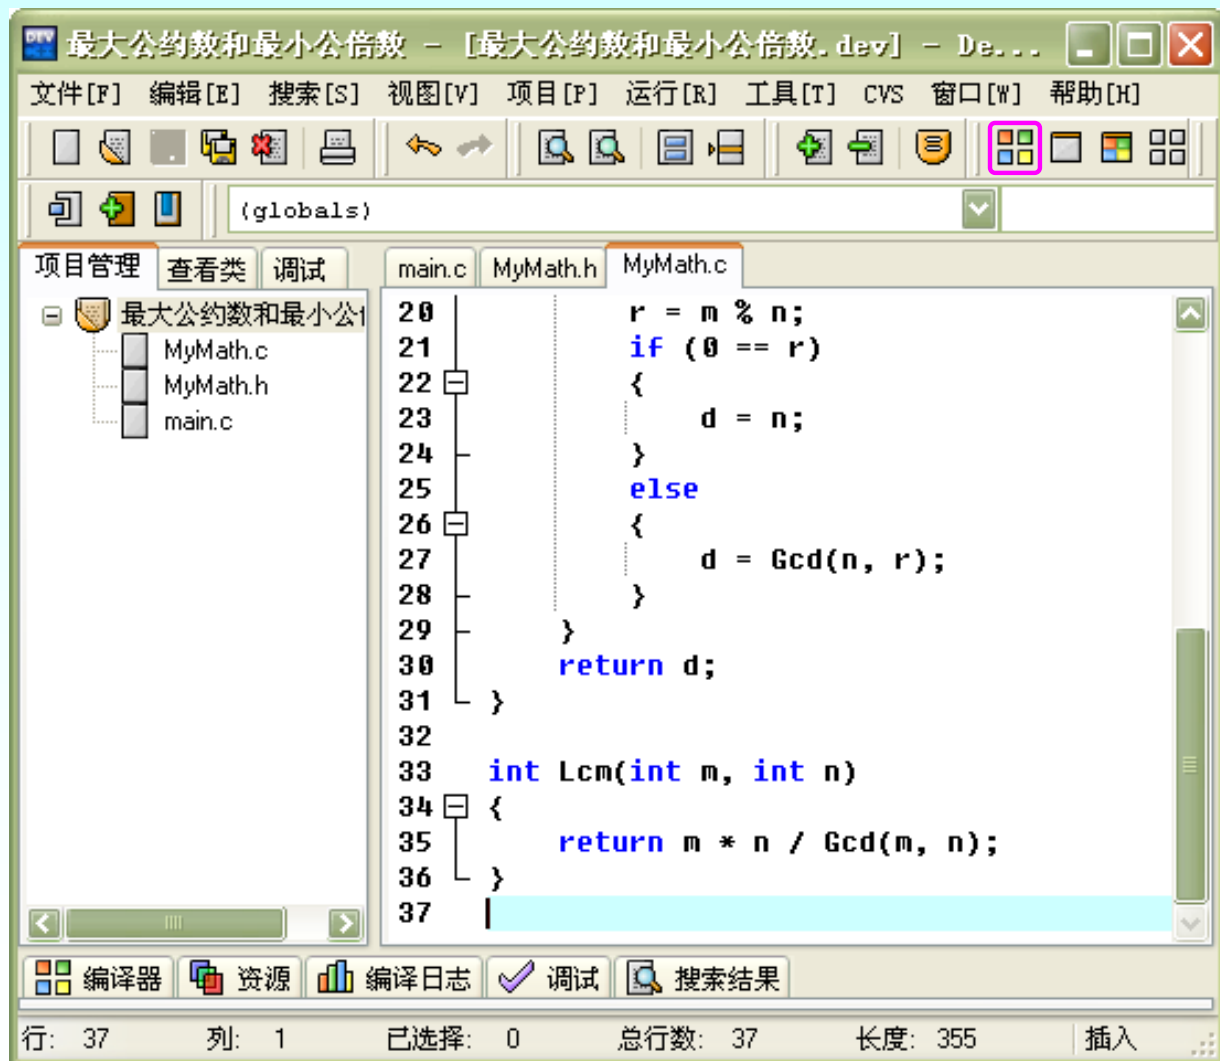 最大公约数和最小公倍数 - [最大公约数和最小公倍数.dev] - De...
文件[F] 编辑[E] 搜索[S] 视图[V] 项目[P] 运行[R] 工具[T] CVS 窗口[W] 帮助[H]
(globals)
项目管理 查看类 调试
最大公约数和最小公
MyMath.c
MyMath.h
main.c
main.c MyMath.h MyMath.c
20 r = m % n;
21 if (0 == r)
22 {
23 d = n;
24 }
25 else
26 {
27 d = Gcd(n, r);
28 }
29 }
30 return d;
31 }
32
33 int Lcm(int m, int n)
34 {
35 return m * n / Gcd(m, n);
36 }
37
编译器 资源 编译日志 调试 搜索结果
行: 37 列: 1 已选择: 0 总行数: 37 长度: 355 插入